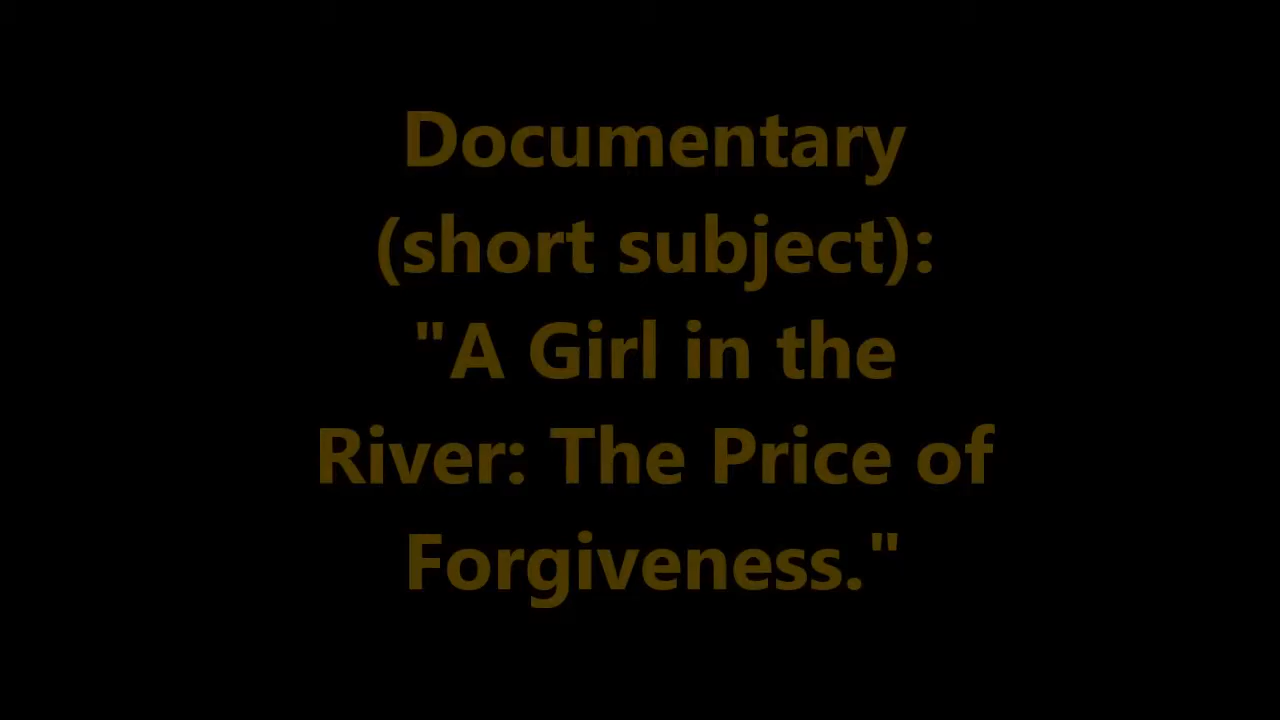 Documentary
(short subject):
"A Girl in the
River: The Price of
Forgiveness."